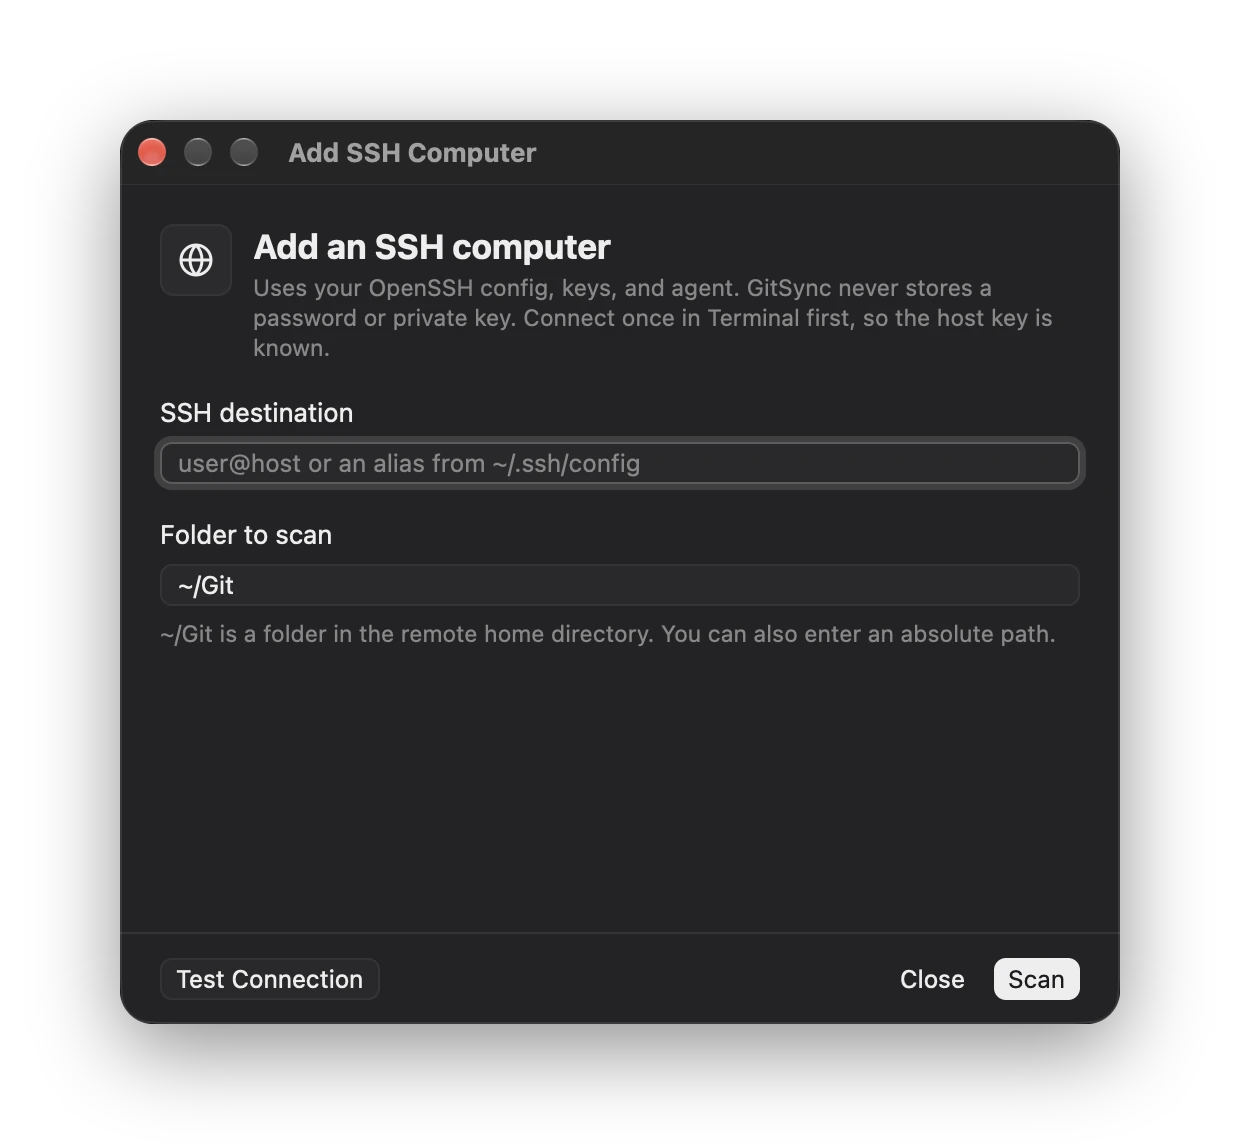 Add SSH Computer
Add an SSH computer
Uses your OpenSSH config, keys, and agent. GitSync never stores a
password or private key. Connect once in Terminal first, so the host key is
known.
SSH destination
user@host or an alias from ~/.ssh/config
Folder to scan
~/Git
~/Git is a folder in the remote home directory. You can also enter an absolute path.
Test Connection
Close
Scan